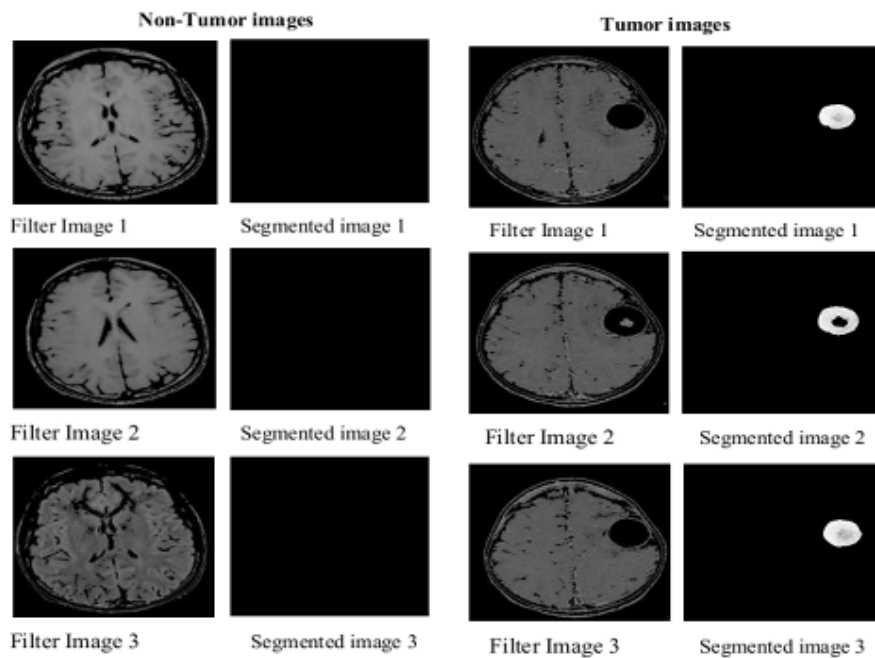 Non-Tumor images
Tumor images
Filter Image 1
Segmented image 1
Filter Image 1
Segmented image 1
Filter Image 2
Segmented image 2
Filter Image 2
Segmented image 2
Filter Image 3
Segmented image 3
Filter Image 3
Segmented image 3